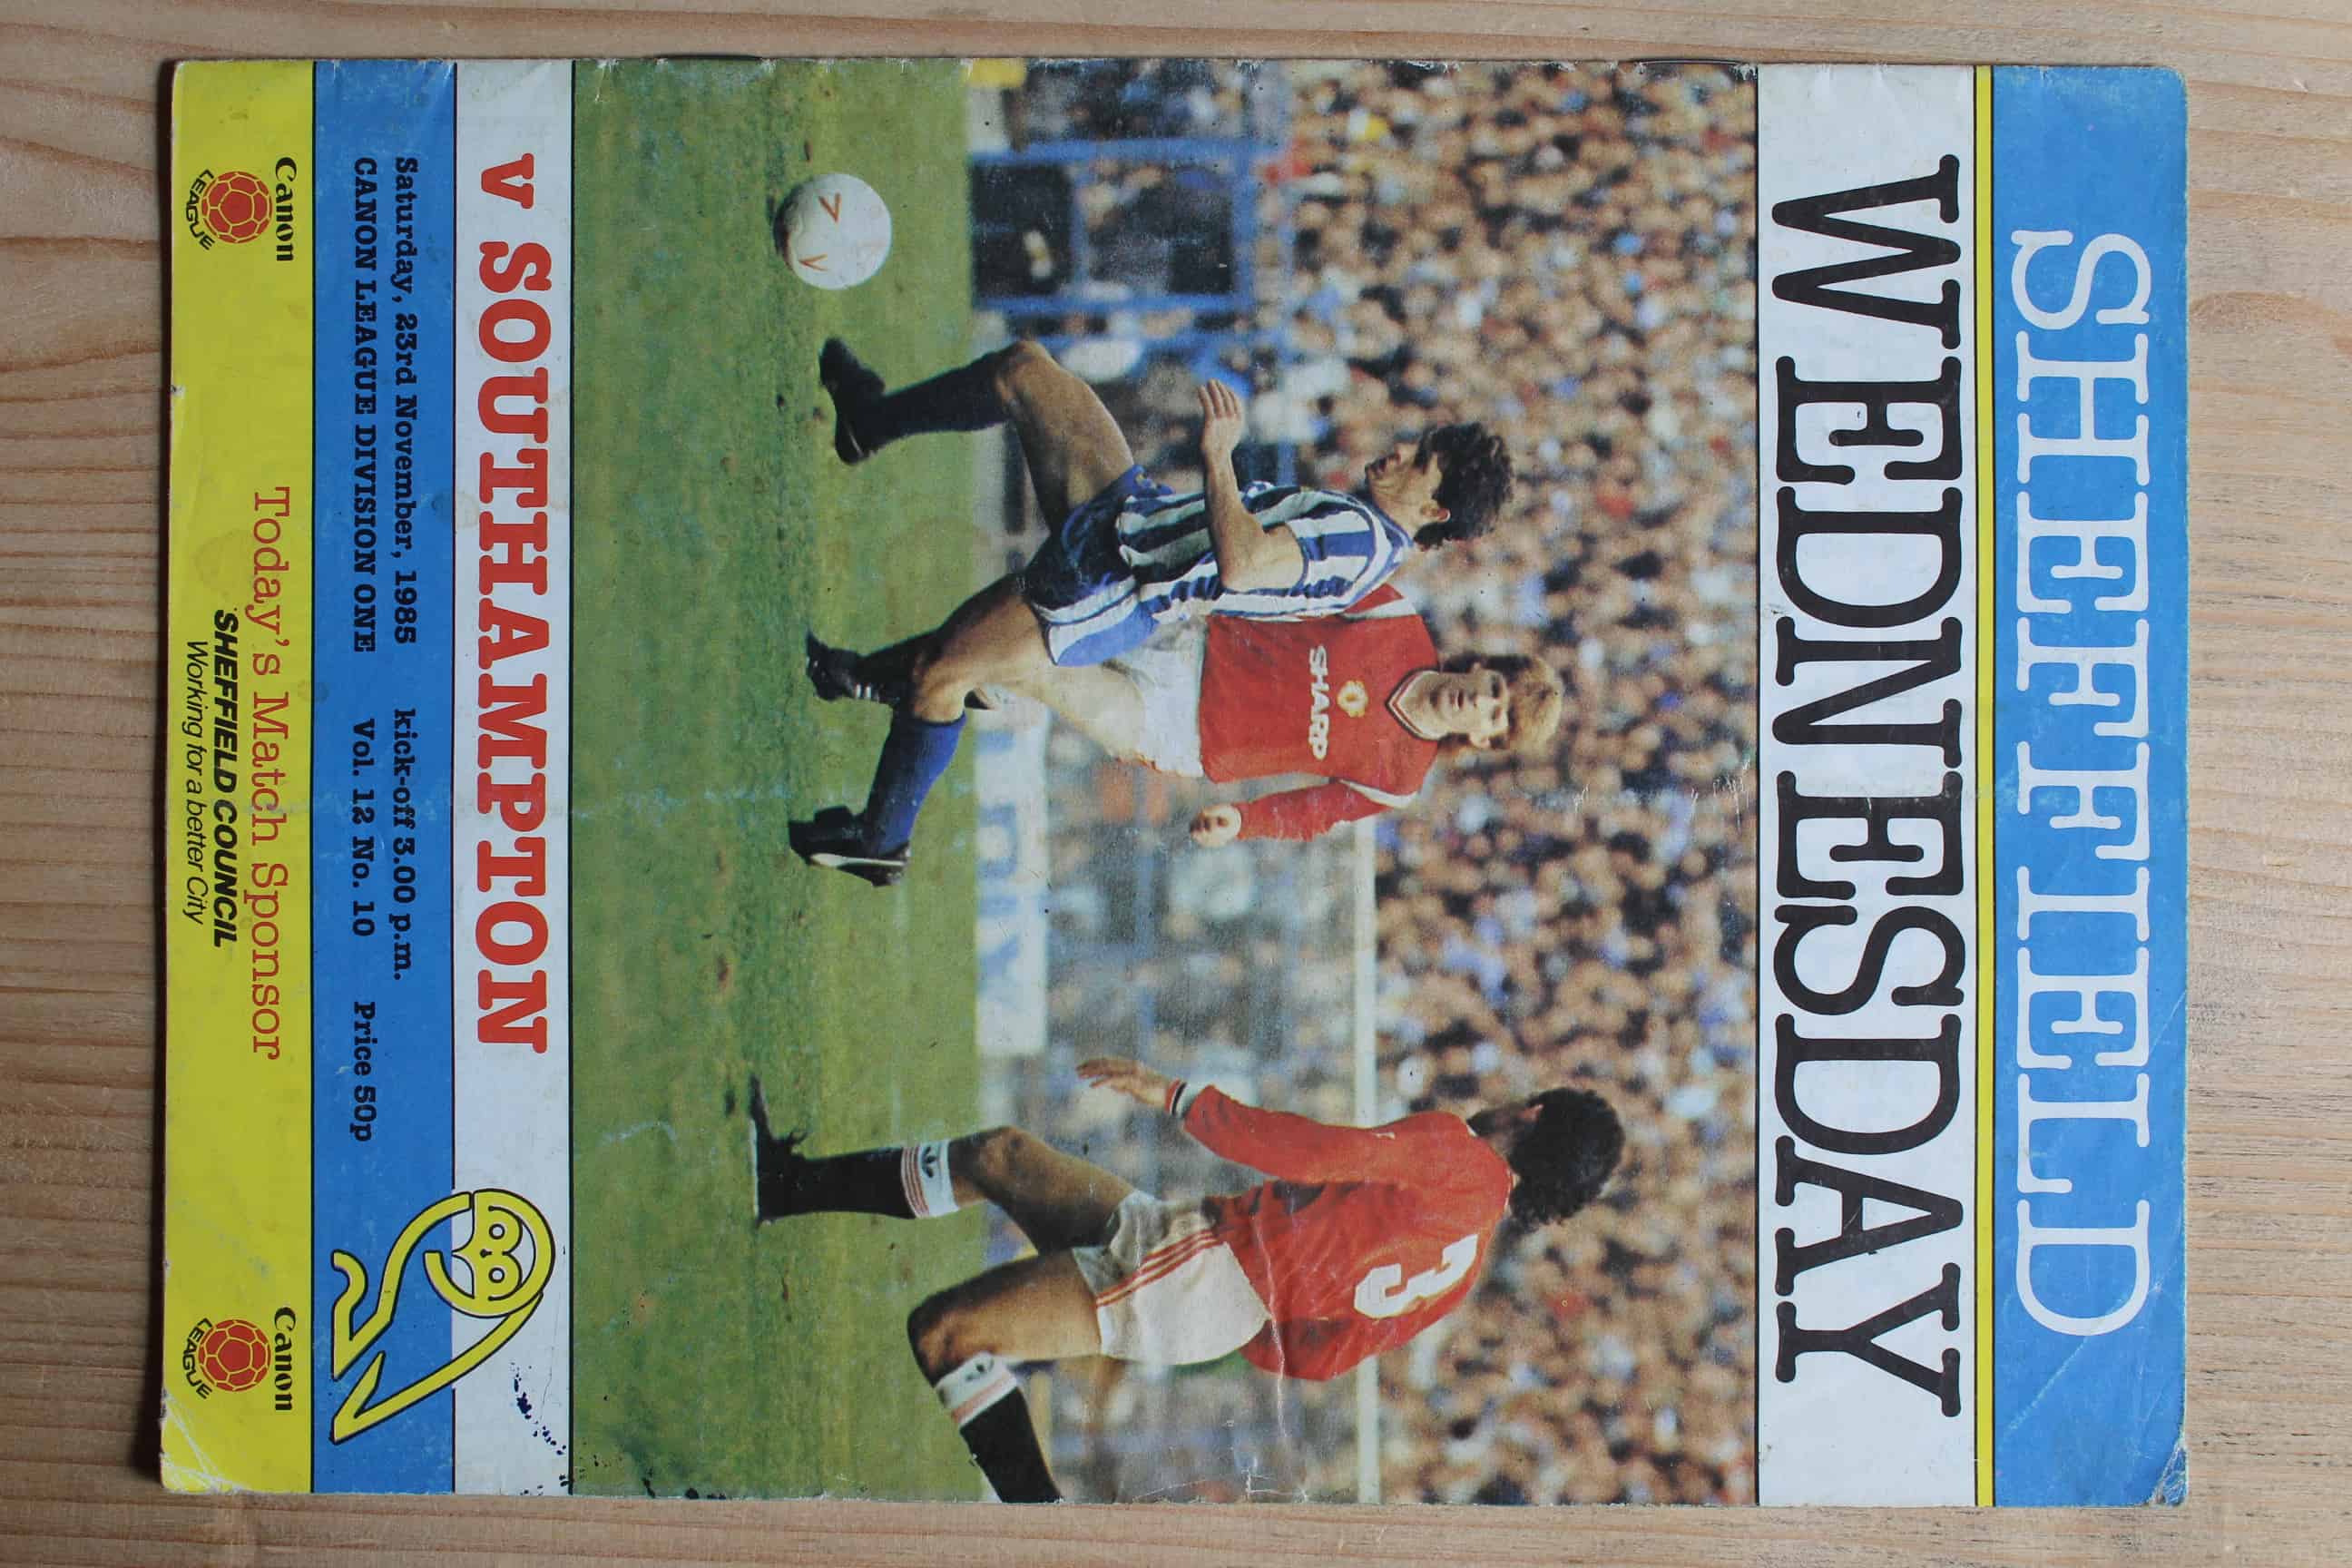 SHEFFIELD
WEDNESDAY
SHARP
3
v SOUTHAMPTON
Saturday, 23rd November, 1985 kick-off 3.00 p.m.
CANON LEAGUE DIVISION ONE Vol. 12 No. 10 Price 50p
Canon
LEAGUE
Today's Match Sponsor
SHEFFIELD COUNCIL
Working for a better City
Canon
LEAGUE